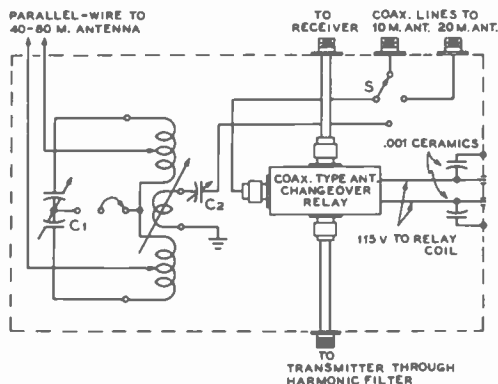 PARALLEL-WIRE TO
40-80 M. ANTENNA
TO
RECEIVER
COAX. LINES TO
10 M. ANT. 20 M. ANT.
S
.001 CERAMICS
C1
C2
COAX. TYPE ANT.
CHANGEOVER
RELAY
115 V TO RELAY
COIL
TO
TRANSMITTER THROUGH
HARMONIC FILTER